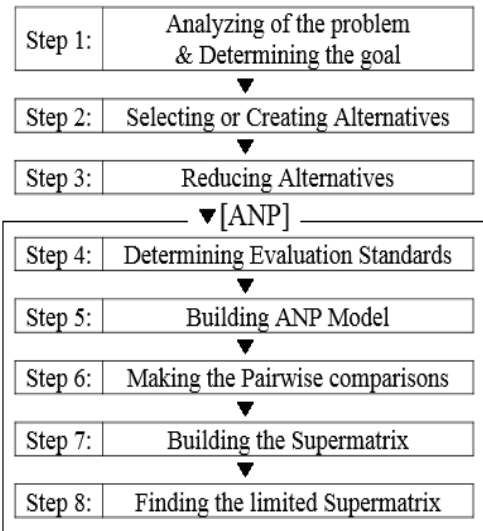 Step 1: Analyzing of the problem
& Determining the goal
Step 2: Selecting or Creating Alternatives
Step 3: Reducing Alternatives
[ANP]
Step 4: Determining Evaluation Standards
Step 5: Building ANP Model
Step 6: Making the Pairwise comparisons
Step 7: Building the Supermatrix
Step 8: Finding the limited Supermatrix